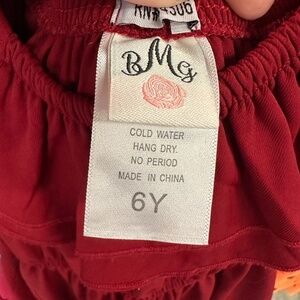 BMG
COLD WATER
HANG DRY.
NO PERIOD
MADE IN CHINA
6Y